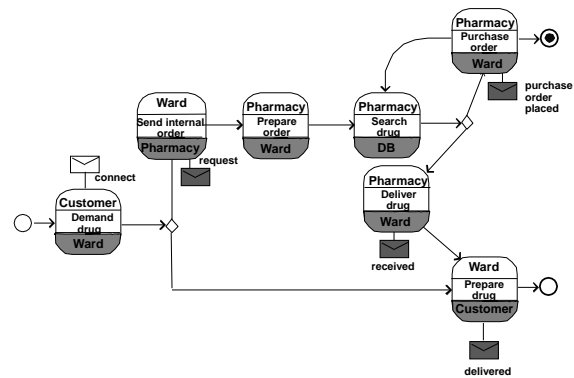 Pharmacy
Purchase
order
Ward
purchase
order
placed
Ward
Send internal
order
Pharmacy
request
Pharmacy
Prepare
order
Ward
Pharmacy
Search
drug
DB
connect
Customer
Demand
drug
Ward
Pharmacy
Deliver
drug
Ward
received
Ward
Prepare
drug
Customer
delivered